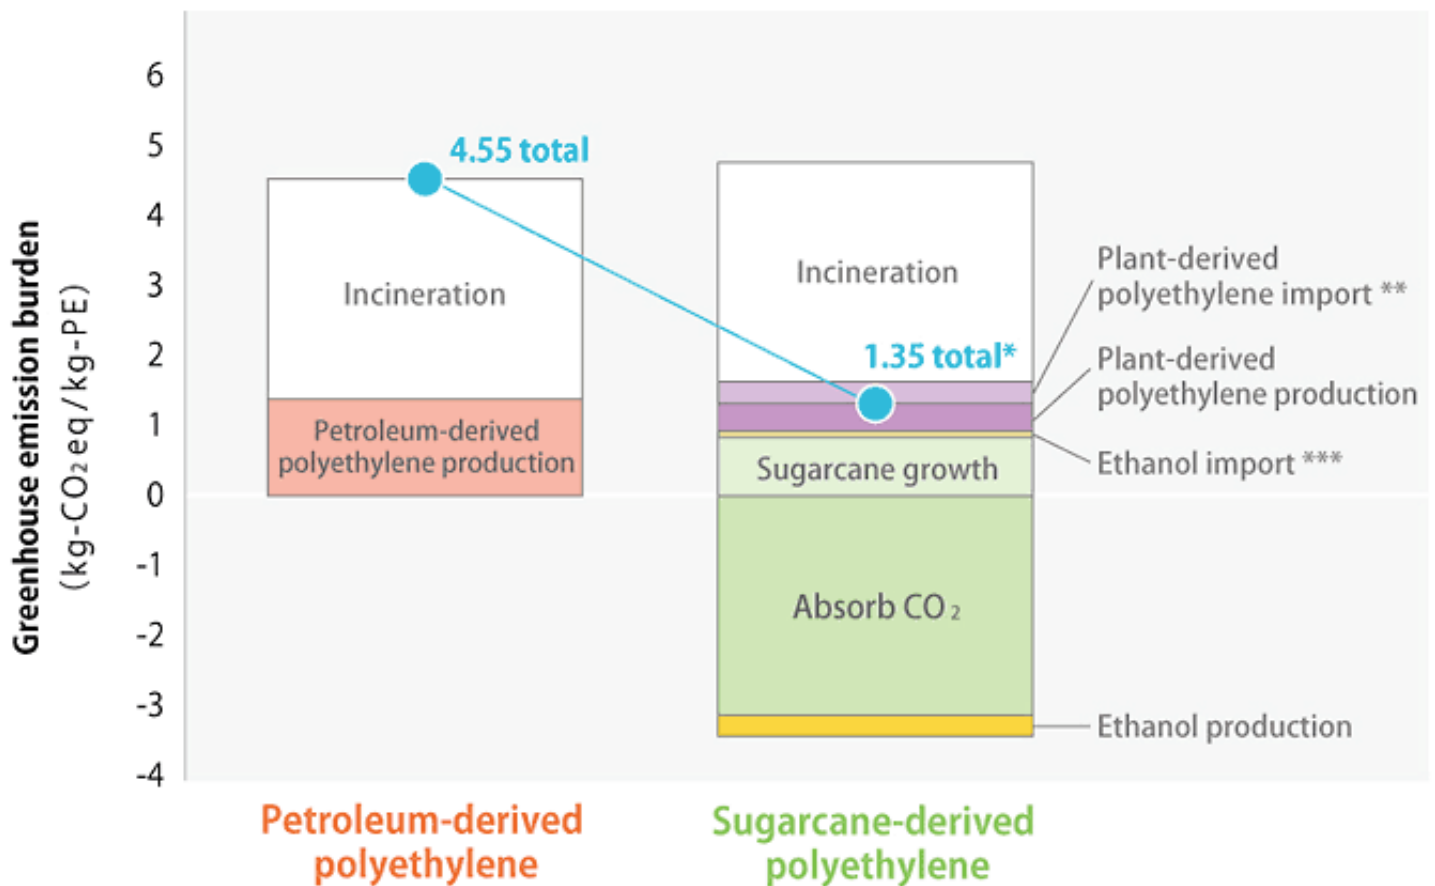 Greenhouse emission burden
(kg-CO₂eq/kg-PE)
6
5
4
3
2
1
0
-1
-2
-3
-4
4.55 total
Incineration
Petroleum-derived
polyethylene production
Incineration
1.35 total*
Sugarcane growth
Absorb CO₂
Plant-derived
polyethylene import **
Plant-derived
polyethylene production
Ethanol import ***
Ethanol production
Petroleum-derived
polyethylene
Sugarcane-derived
polyethylene